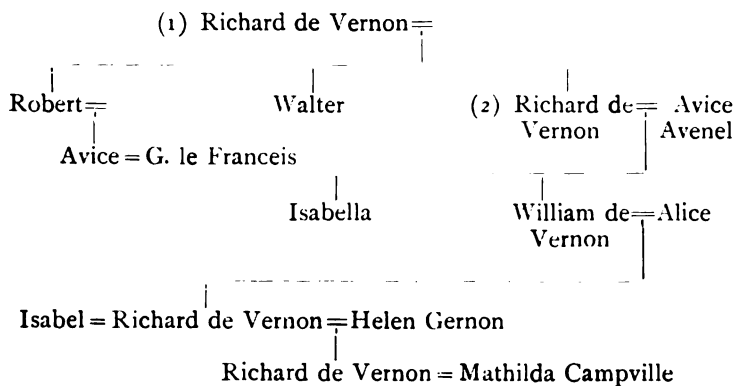 (1) Richard de Vernon=
Robert= Walter (2) Richard de= Avice
Vernon Avenel
Avice = G. le Franceis
Isabella William de=Alice
Vernon
Isabel = Richard de Vernon=Helen Gernon
Richard de Vernon = Mathilda Campville